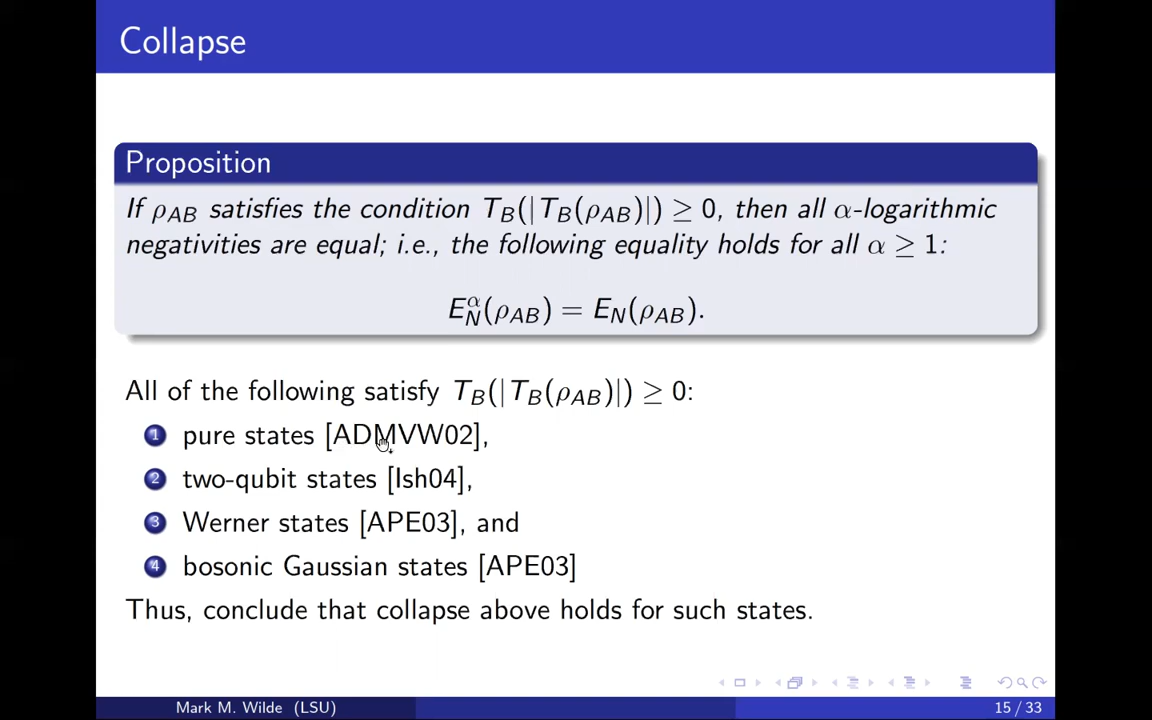 Collapse
Proposition
If ρ_AB satisfies the condition T_B(|T_B(ρ_AB)|) ≥ 0, then all α-logarithmic
negativities are equal; i.e., the following equality holds for all α ≥ 1:
E_N^α(ρ_AB) = E_N(ρ_AB).
All of the following satisfy T_B(|T_B(ρ_AB)|) ≥ 0:
1 pure states [ADMVW02],
2 two-qubit states [Ish04],
3 Werner states [APE03], and
4 bosonic Gaussian states [APE03]
Thus, conclude that collapse above holds for such states.
Mark M. Wilde (LSU)
15 / 33